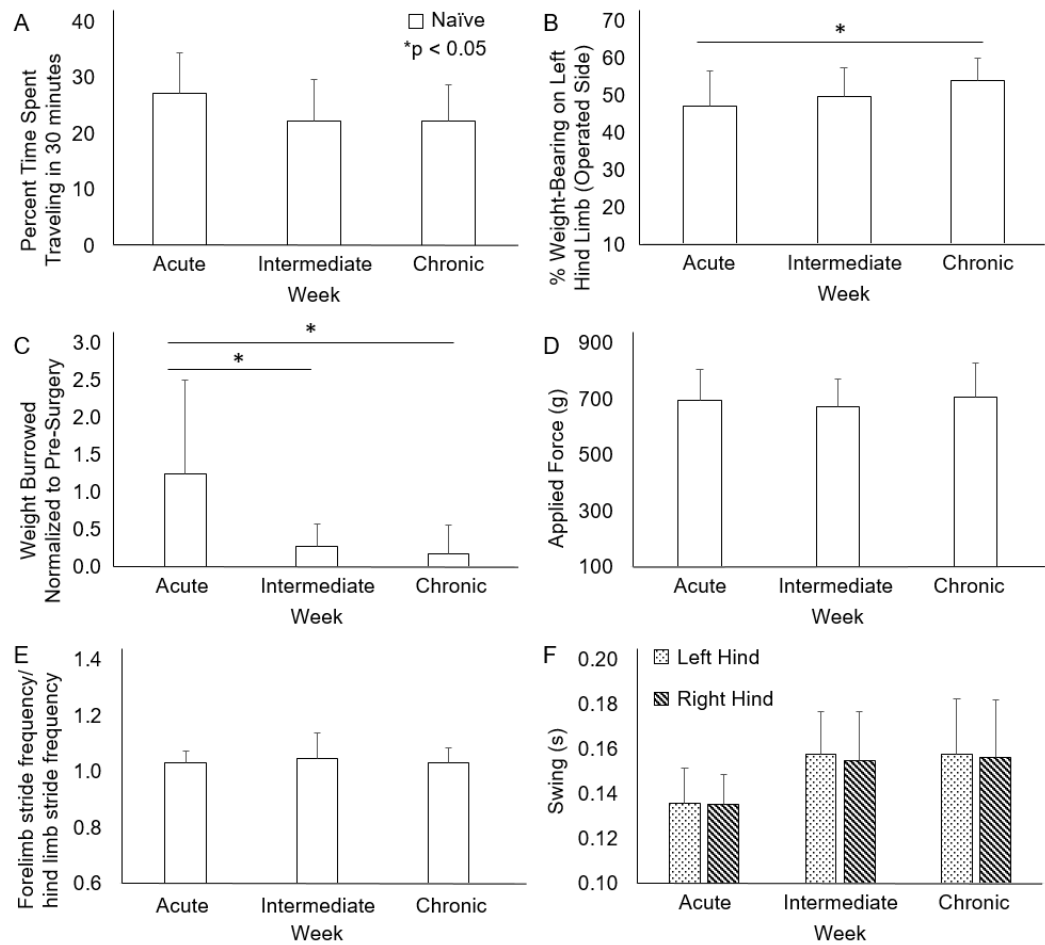 A
Percent Time Spent
Traveling in 30 minutes
40
30
20
10
0
Naïve
*p < 0.05
Acute Intermediate Chronic
Week
B
% Weight-Bearing on Left
Hind Limb (Operated Side)
70
60
50
40
30
20
10
*
Acute Intermediate Chronic
Week
C
Weight Burrowed
Normalized to Pre-Surgery
3.0
2.5
2.0
1.5
1.0
0.5
0.0
*
*
Acute Intermediate Chronic
Week
D
Applied Force (g)
900
700
500
300
100
Acute Intermediate Chronic
Week
E
Forelimb stride frequency/
hind limb stride frequency
1.4
1.2
1.0
0.8
0.6
Acute Intermediate Chronic
Week
F
Swing (s)
0.20
0.18
0.16
0.14
0.12
0.10
Left Hind
Right Hind
Acute Intermediate Chronic
Week